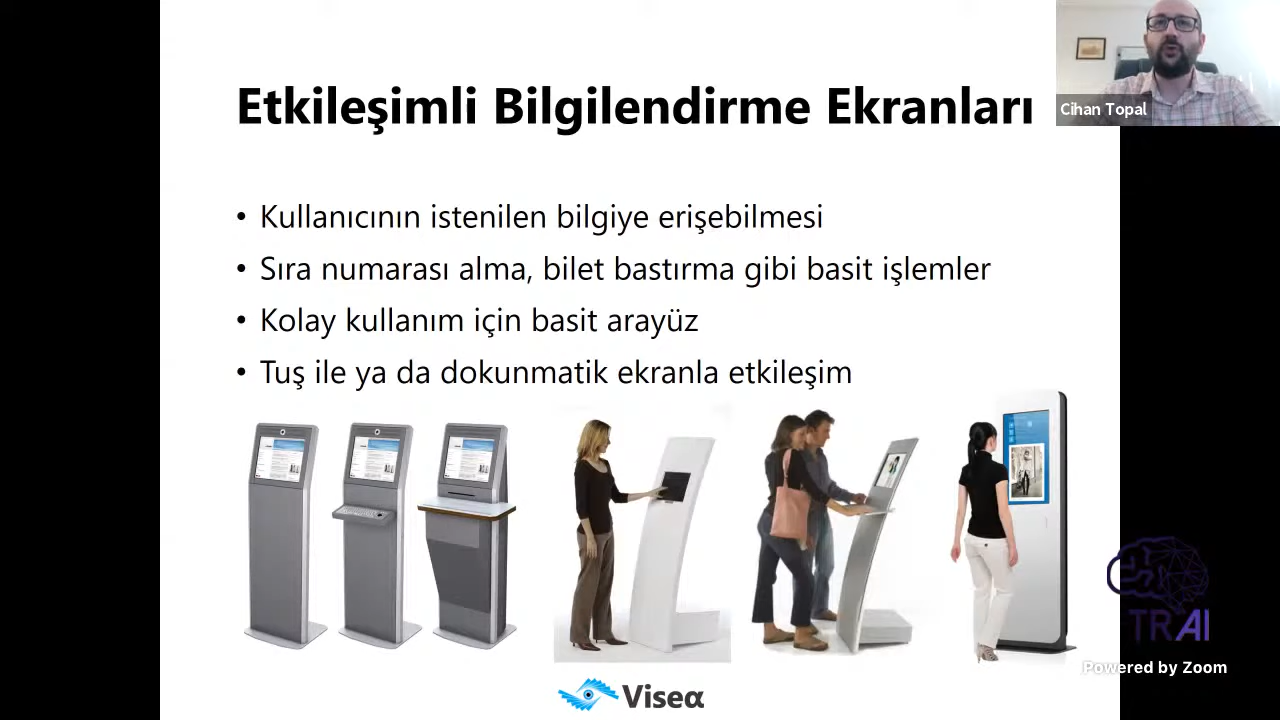 Etkileşimli Bilgilendirme Ekranları
Cihan Topal
• Kullanıcının istenilen bilgiye erişebilmesi
• Sıra numarası alma, bilet bastırma gibi basit işlemler
• Kolay kullanım için basit arayüz
• Tuş ile ya da dokunmatik ekranla etkileşim
TRAI
Powered by Zoom
Viseα